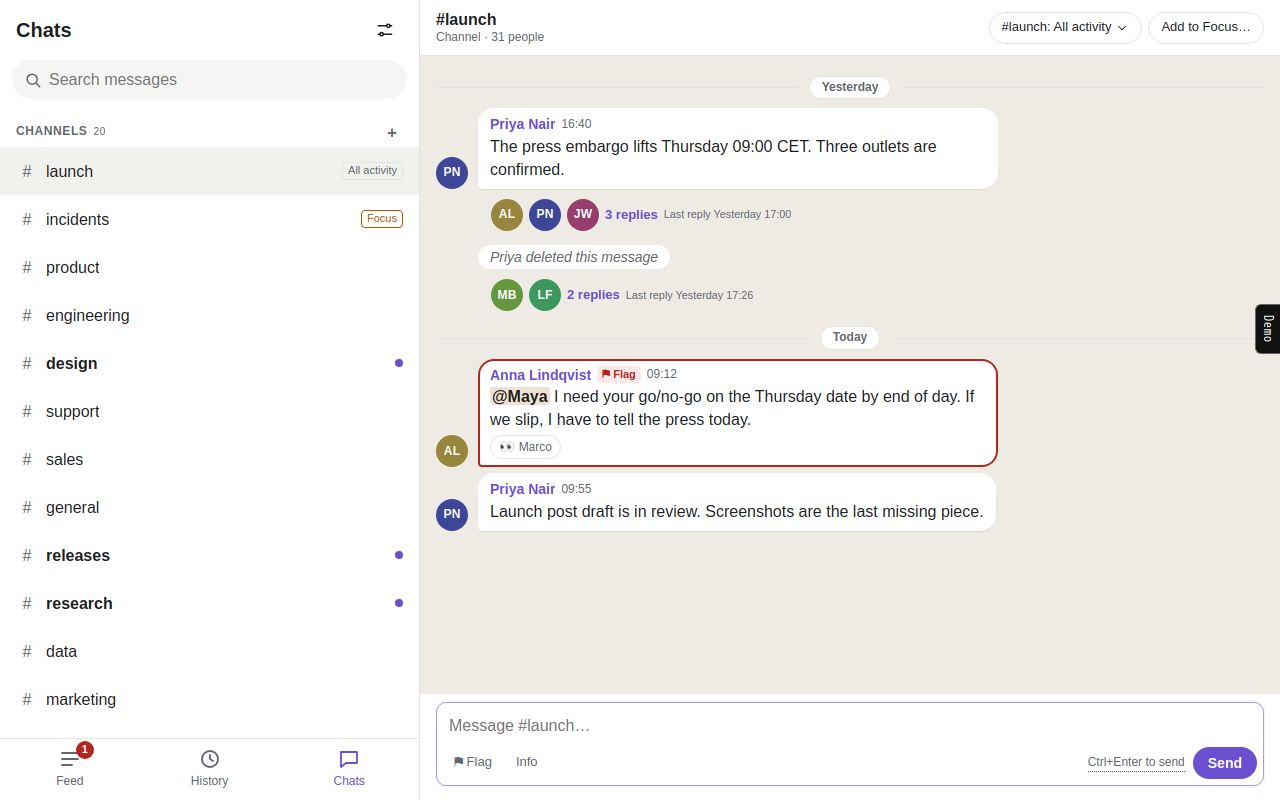 Chats
Search messages
CHANNELS 20 +
# launch All activity
# incidents Focus
# product
# engineering
# design
# support
# sales
# general
# releases
# research
# data
# marketing
1
Feed
History
Chats
#launch
Channel · 31 people
#launch: All activity
Add to Focus…
Yesterday
Priya Nair 16:40
The press embargo lifts Thursday 09:00 CET. Three outlets are
confirmed.
PN
AL PN JW 3 replies Last reply Yesterday 17:00
Priya deleted this message
MB LF 2 replies Last reply Yesterday 17:26
Today
Anna Lindqvist Flag 09:12
@Maya I need your go/no-go on the Thursday date by end of day. If
we slip, I have to tell the press today.
👀 Marco
AL
Priya Nair 09:55
Launch post draft is in review. Screenshots are the last missing piece.
PN
Message #launch…
Flag
Info
Ctrl+Enter to send
Send
Demo